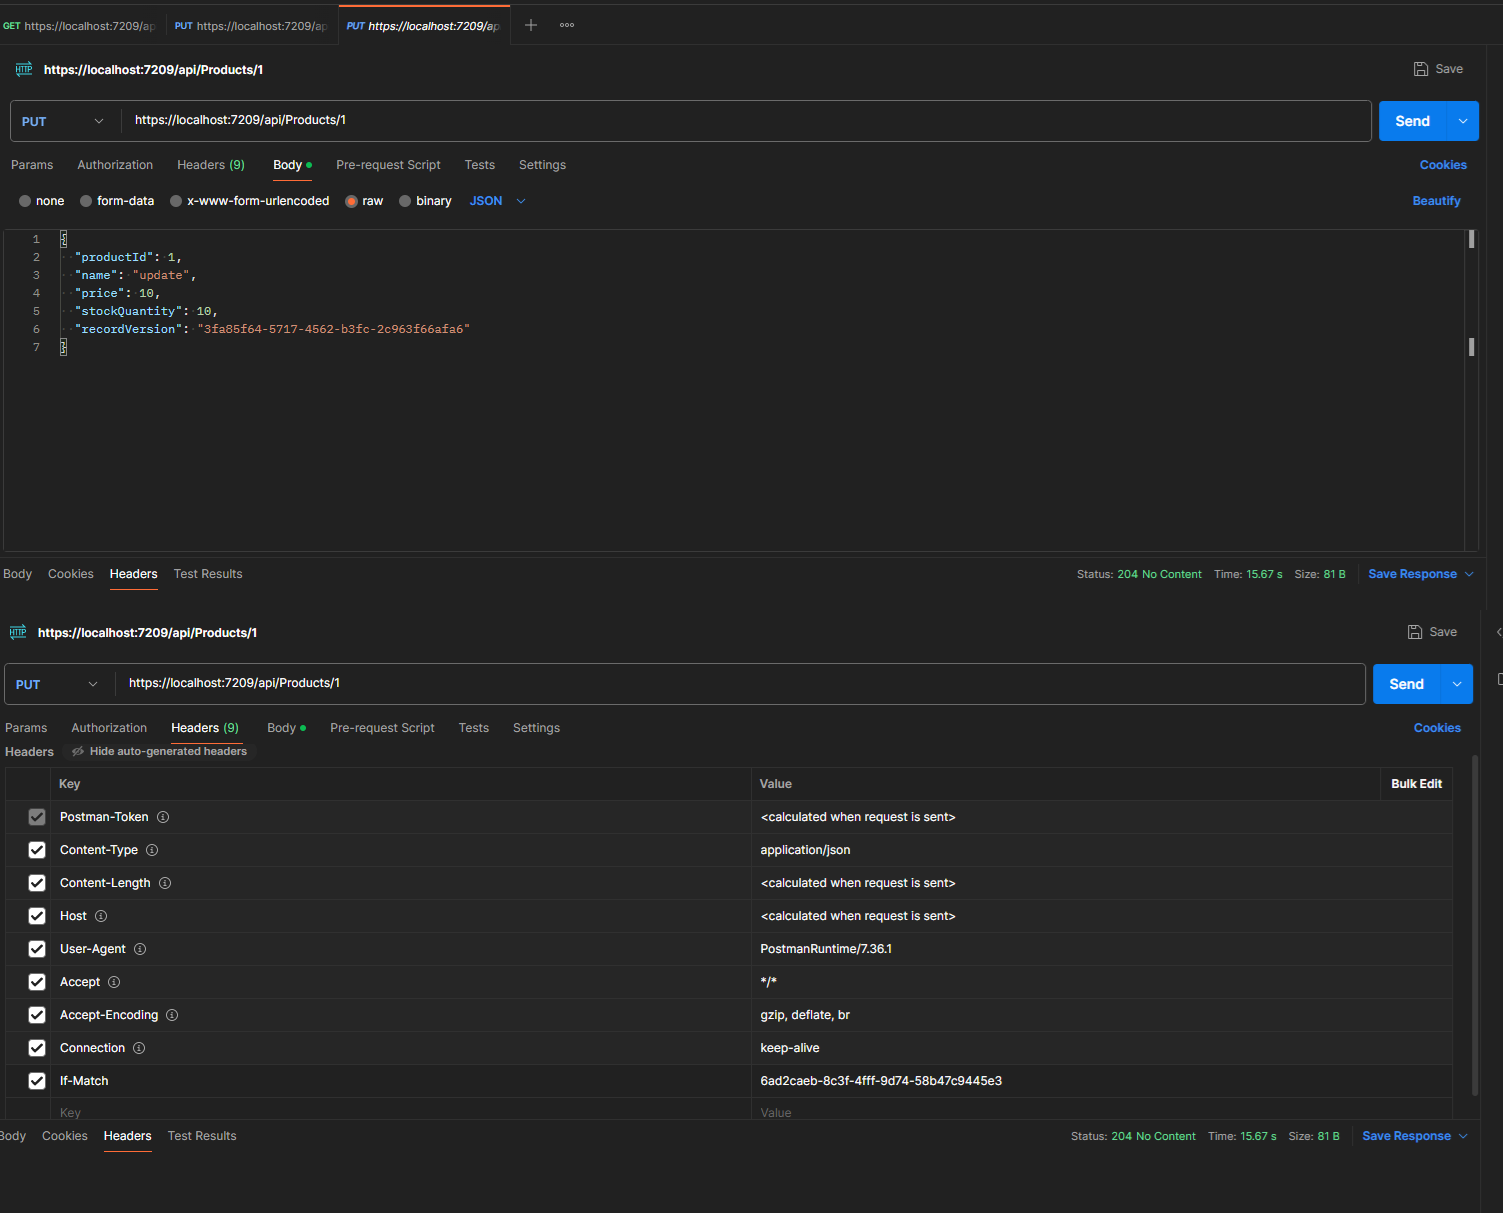 GET https://localhost:7209/ap PUT https://localhost:7209/ap PUT https://localhost:7209/ap
HTTP https://localhost:7209/api/Products/1 Save
PUT https://localhost:7209/api/Products/1 Send
Params Authorization Headers (9) Body Pre-request Script Tests Settings Cookies
none form-data x-www-form-urlencoded raw binary JSON Beautify
1 {
2 "productId": 1,
3 "name": "update",
4 "price": 10,
5 "stockQuantity": 10,
6 "recordVersion": "3fa85f64-5717-4562-b3fc-2c963f66afa6"
7 }
Body Cookies Headers Test Results Status: 204 No Content Time: 15.67 s Size: 81 B Save Response
HTTP https://localhost:7209/api/Products/1 Save
PUT https://localhost:7209/api/Products/1 Send
Params Authorization Headers (9) Body Pre-request Script Tests Settings Cookies
Headers Hide auto-generated headers
Key Value Bulk Edit
Postman-Token <calculated when request is sent>
Content-Type application/json
Content-Length <calculated when request is sent>
Host <calculated when request is sent>
User-Agent PostmanRuntime/7.36.1
Accept */*
Accept-Encoding gzip, deflate, br
Connection keep-alive
If-Match 6ad2caeb-8c3f-4fff-9d74-58b47c9445e3
Key Value
Body Cookies Headers Test Results Status: 204 No Content Time: 15.67 s Size: 81 B Save Response